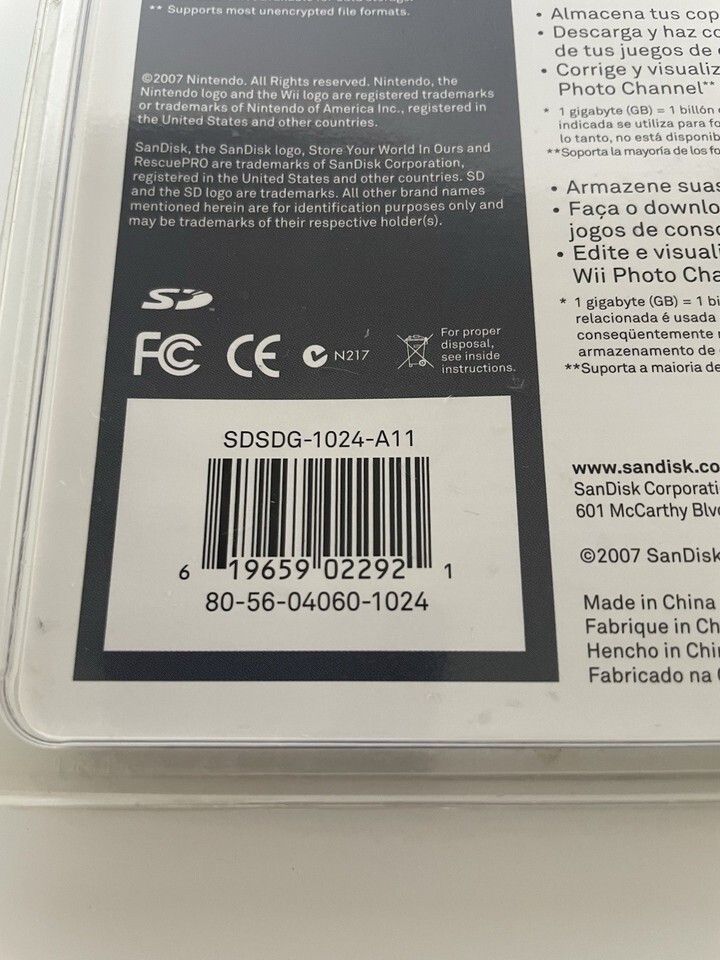 ** Supports most unencrypted file formats.
©2007 Nintendo. All Rights reserved. Nintendo, the
Nintendo logo and the Wii logo are registered trademarks
or trademarks of Nintendo of America Inc., registered in
the United States and other countries.
SanDisk, the SanDisk logo, Store Your World In Ours and
RescuePRO are trademarks of SanDisk Corporation,
registered in the United States and other countries. SD
and the SD logo are trademarks. All other brand names
mentioned herein are for identification purposes only and
may be trademarks of their respective holder(s).
SD™
FC CE N217
For proper
disposal,
see inside
instructions.
SDSDG-1024-A11
6 19659 02292 1
80-56-04060-1024
• Almacena tus cop
• Descarga y haz co
de tus juegos de
• Corrige y visualiz
Photo Channel**
* 1 gigabyte (GB) = 1 billón
indicada se utiliza para fo
lo tanto, no está disponib
**Soporta la mayoría de los fo
• Armazene suas
• Faça o downlo
jogos de conso
• Edite e visuali
Wii Photo Cha
* 1 gigabyte (GB) = 1 bi
relacionada é usada
conseqüentemente
armazenamento de
**Suporta a maioria de
www.sandisk.co
SanDisk Corporati
601 McCarthy Blv
©2007 SanDisk
Made in China
Fabrique in Ch
Hencho in Chi
Fabricado na